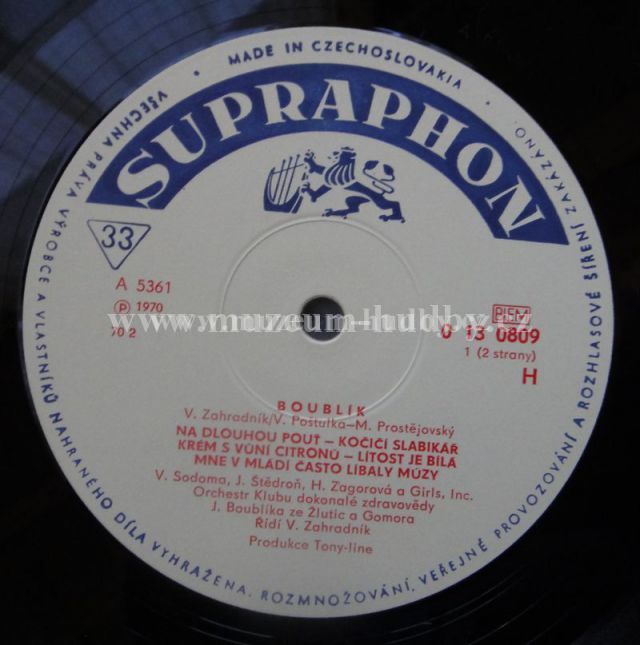 MADE IN CZECHOSLOVAKIA
SUPRAPHON
33
A 5361
Ⓟ 1970
70 2
www.muzeum-hudby.cz
BIEM
0 13 0809
1 (2 strany)
H
BOUBLÍK
V. Zahradník/V. Poštulka–M. Prostějovský
NA DLOUHOU POUŤ – KOČIČÍ SLABIKÁŘ
KRÉM S VŮNÍ CITRONŮ – LÍTOST JE BÍLÁ
MNE V MLÁDÍ ČASTO LÍBALY MÚZY
V. Sodoma, J. Štědroň, H. Zagorová a Girls, Inc.
Orchestr Klubu dokonalé zdravovědy
J. Boublíka ze Žlutic a Gomora
Řídí V. Zahradník
Produkce Tony-line
VŠECHNA PRÁVA VÝROBCE A VLASTNÍKŮ NAHRANÉHO DÍLA VYHRAŽENA. ROZMNOŽOVÁNÍ, VEŘEJNÉ PROVOZOVÁNÍ A ROZHLASOVÉ ŠÍŘENÍ ZAKÁZÁNO.